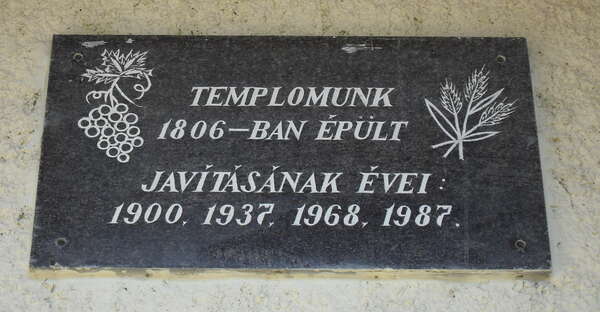 TEMPLOMUNK
1806-BAN ÉPÜLT
JAVÍTÁSÁNAK ÉVEI:
1900, 1937, 1968, 1987.